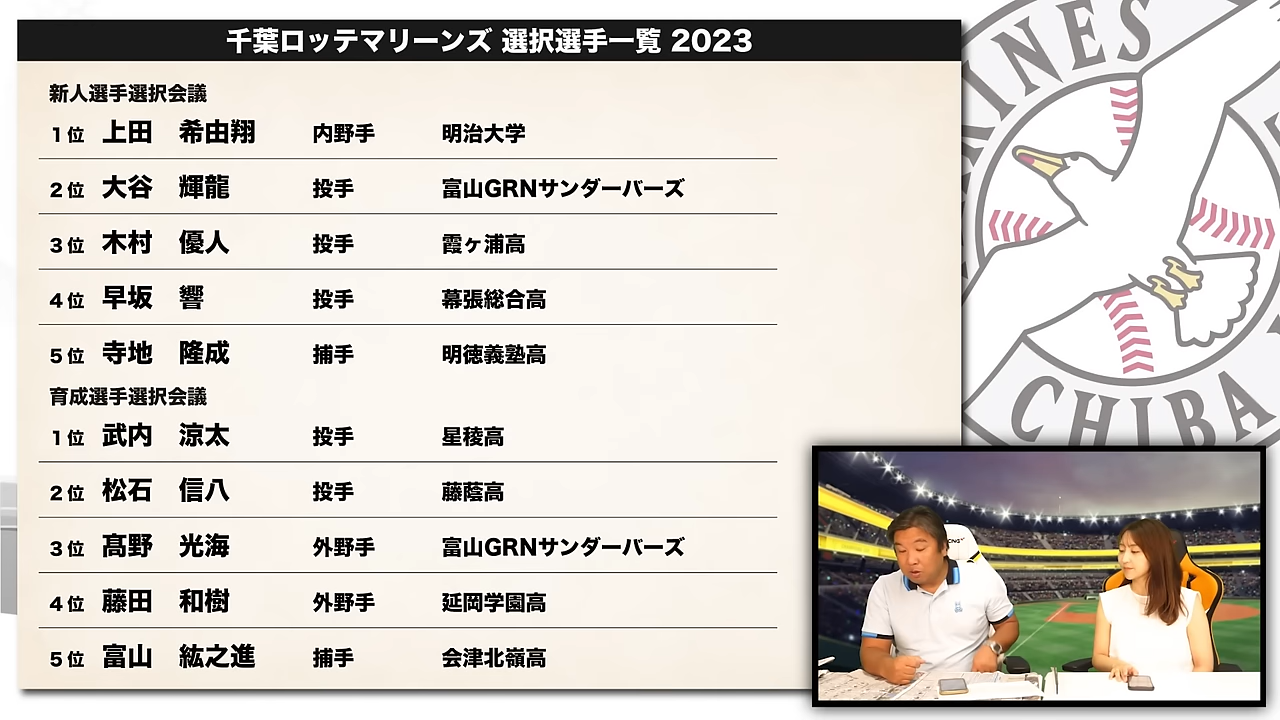 千葉ロッテマリーンズ 選択選手一覧 2023
新人選手選択会議
1位 上田 希由翔 内野手 明治大学
2位 大谷 輝龍 投手 富山GRNサンダーバーズ
3位 木村 優人 投手 霞ヶ浦高
4位 早坂 響 投手 幕張総合高
5位 寺地 隆成 捕手 明徳義塾高
育成選手選択会議
1位 武内 涼太 投手 星稜高
2位 松石 信八 投手 藤蔭高
3位 髙野 光海 外野手 富山GRNサンダーバーズ
4位 藤田 和樹 外野手 延岡学園高
5位 富山 紘之進 捕手 会津北嶺高
INES
CHIBA